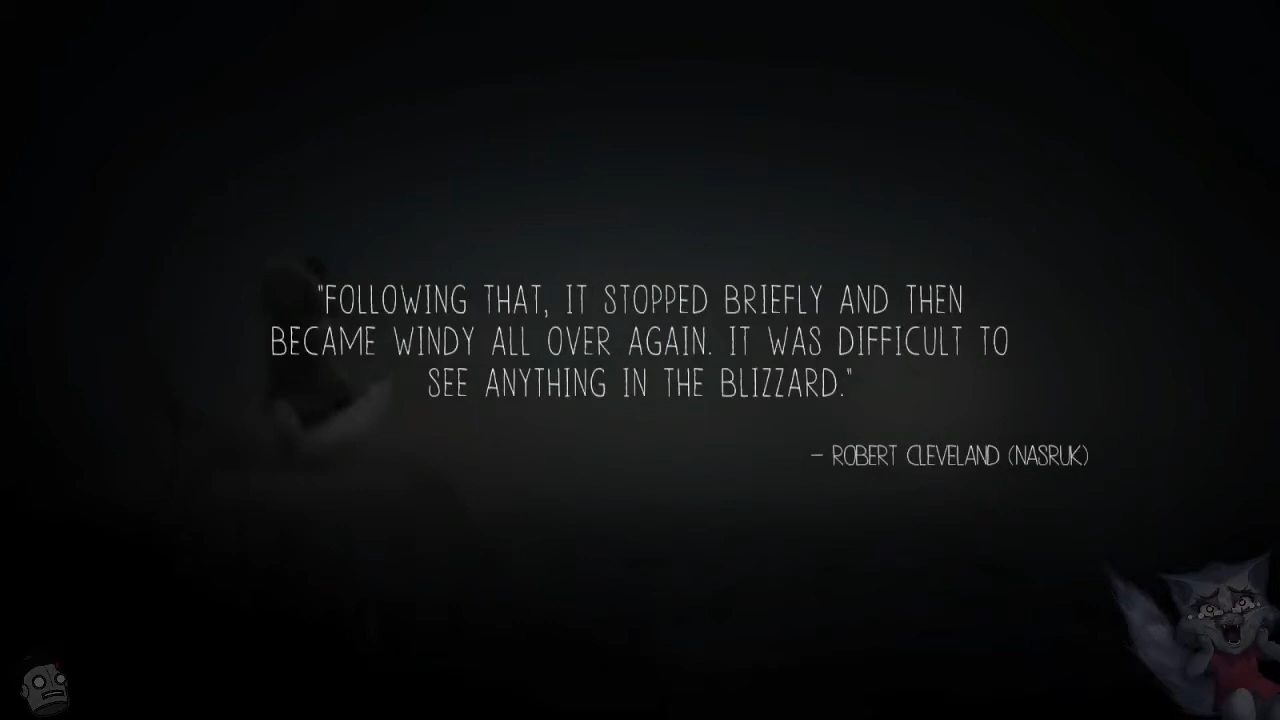 "FOLLOWING THAT, IT STOPPED BRIEFLY AND THEN
BECAME WINDY ALL OVER AGAIN. IT WAS DIFFICULT TO
SEE ANYTHING IN THE BLIZZARD."
– ROBERT CLEVELAND (NASRUK)